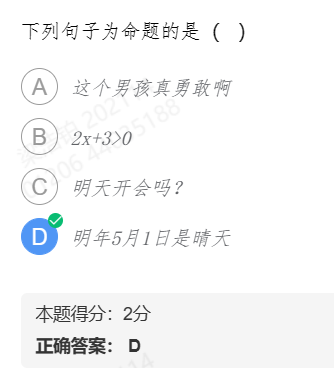 下列句子为命题的是（ ）
A 这个男孩真勇敢啊
B 2x+3>0
C 明天开会吗？
D 明年5月1日是晴天
本题得分：2分
正确答案： D